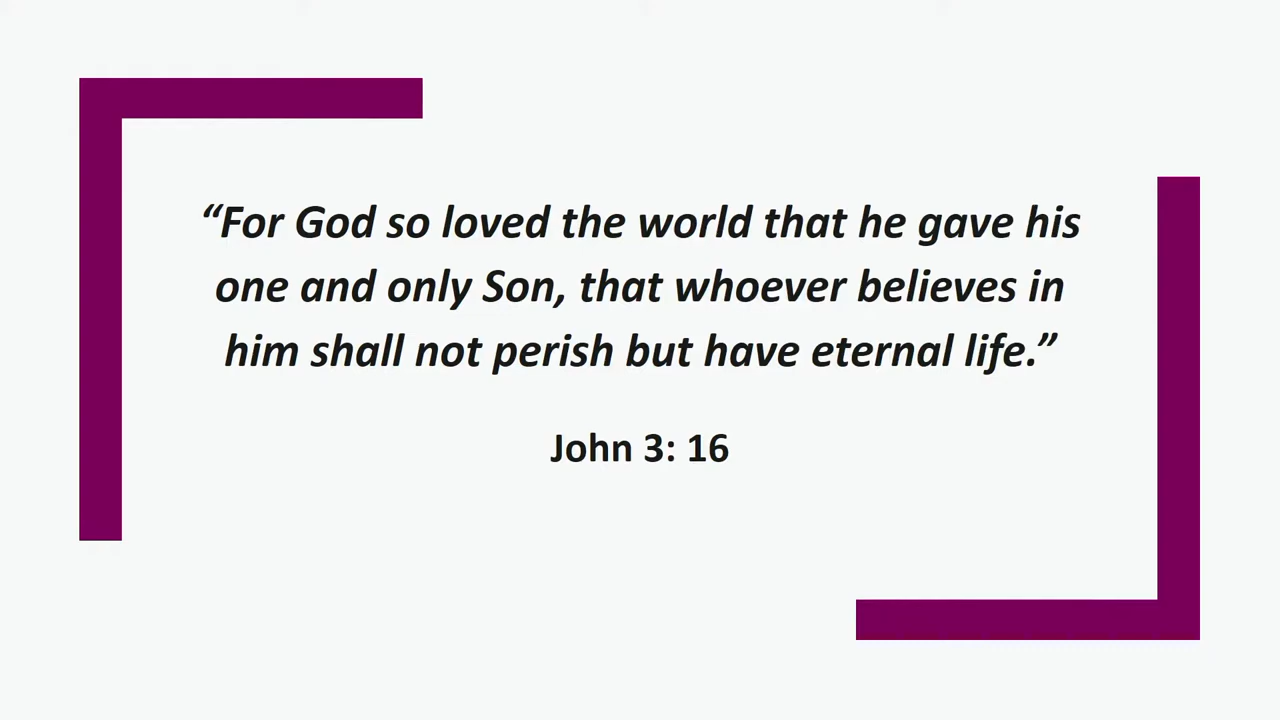 “For God so loved the world that he gave his
one and only Son, that whoever believes in
him shall not perish but have eternal life.”
John 3: 16